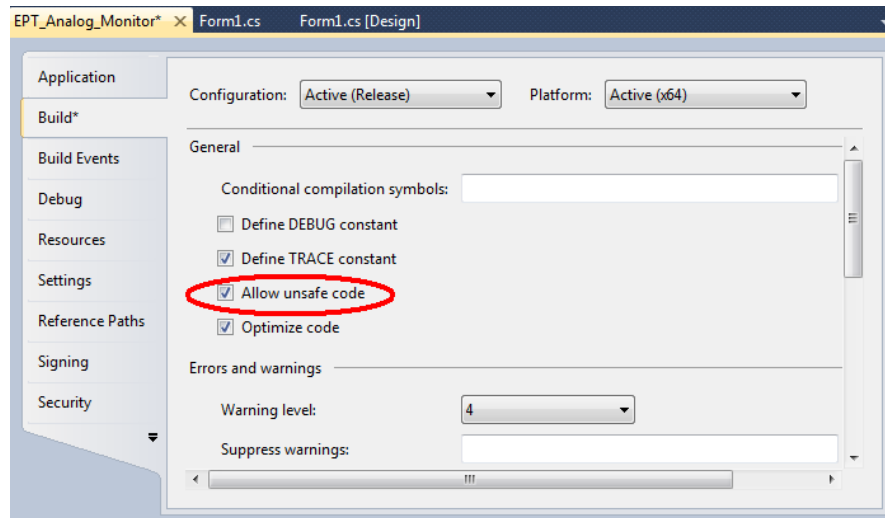 EPT_Analog_Monitor* Form1.cs Form1.cs [Design]
Application
Build*
Build Events
Debug
Resources
Settings
Reference Paths
Signing
Security
Configuration: Active (Release) Platform: Active (x64)
General
Conditional compilation symbols:
Define DEBUG constant
Define TRACE constant
Allow unsafe code
Optimize code
Errors and warnings
Warning level: 4
Suppress warnings: